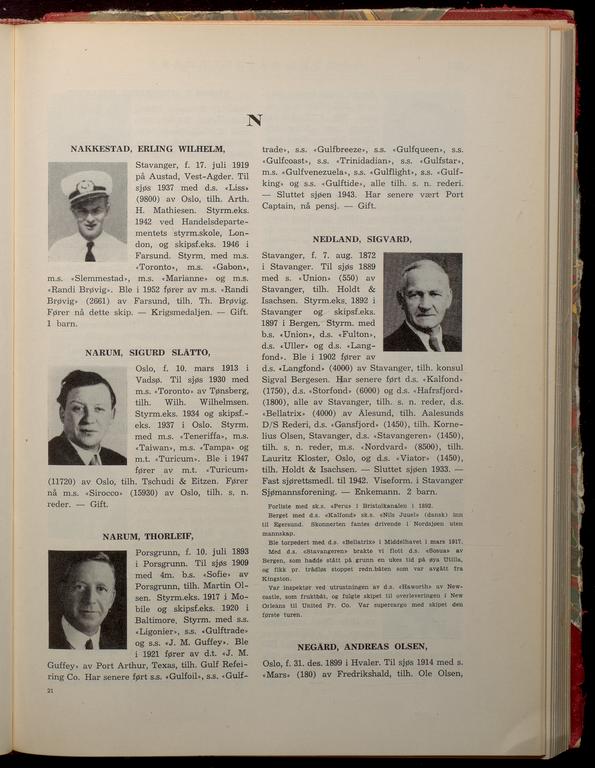 N
NAKKESTAD, ERLING WILHELM,
Stavanger, f. 17. juli 1919
på Austad, Vest-Agder. Til
sjøs 1937 med d.s. «Liss»
(9800) av Oslo, tilh. Arth.
H. Mathiesen. Styrm.eks.
1942 ved Handelsdeparte-
mentets styrm.skole, Lon-
don, og skipsf.eks. 1946 i
Farsund. Styrm. med m.s.
«Toronto», m.s. «Gabon»,
m.s. «Slemmestad», m.s. «Marianne» og m.s.
«Randi Brøvig». Ble i 1952 fører av m.s. «Randi
Brøvig» (2661) av Farsund, tilh. Th. Brøvig.
Fører nå dette skip. — Krigsmedaljen. — Gift.
1 barn.
NARUM, SIGURD SLÅTTO,
Oslo, f. 10. mars 1913 i
Vadsø. Til sjøs 1930 med
m.s. «Toronto» av Tønsberg,
tilh. Wilh. Wilhelmsen.
Styrm.eks. 1934 og skipsf.-
eks. 1937 i Oslo. Styrm.
med m.s. «Teneriffa», m.s.
«Taiwan», m.s. «Tampa» og
m.t. «Turicum». Ble i 1947
fører av m.t. «Turicum»
(11720) av Oslo, tilh. Tschudi & Eitzen. Fører
nå m.s. «Sirocco» (15930) av Oslo, tilh. s. n.
reder. — Gift.
NARUM, THORLEIF,
Porsgrunn, f. 10. juli 1893
i Porsgrunn. Til sjøs 1909
med 4m. b.s. «Sofie» av
Porsgrunn, tilh. Martin Ol-
sen. Styrm.eks. 1917 i Mo-
bile og skipsf.eks. 1920 i
Baltimore. Styrm. med s.s.
«Ligonier», s.s. «Gulftrade»
og s.s. «J. M. Guffey». Ble
i 1921 fører av d.t. «J. M.
Guffey» av Port Arthur, Texas, tilh. Gulf Refei-
ring Co. Har senere ført s.s. «Gulfoil», s.s. «Gulf-
21
trade», s.s. «Gulfbreeze», s.s. «Gulfqueen», s.s.
«Gulfcoast», s.s. «Trinidadian», s.s. «Gulfstar»,
m.s. «Gulfvenezuela», s.s. «Gulflight», s.s. «Gulf-
king» og s.s. «Gulftide», alle tilh. s. n. rederi.
— Sluttet sjøen 1943. Har senere vært Port
Captain, nå pensj. — Gift.
NEDLAND, SIGVARD,
Stavanger, f. 7. aug. 1872
i Stavanger. Til sjøs 1889
med s. «Union» (550) av
Stavanger, tilh. Holdt &
Isachsen. Styrm.eks. 1892 i
Stavanger og skipsf.eks.
1897 i Bergen. Styrm. med
b.s. «Union», d.s. «Fulton»,
d.s. «Uller» og d.s. «Lang-
fond». Ble i 1902 fører av
d.s. «Langfond» (4000) av Stavanger, tilh. konsul
Sigval Bergesen. Har senere ført d.s. «Kalfond»
(1750), d.s. «Storfond» (6000) og d.s. «Hafrsfjord»
(1800), alle av Stavanger, tilh. s. n. reder, d.s.
«Bellatrix» (4000) av Ålesund, tilh. Aalesunds
D/S Rederi, d.s. «Gansfjord» (1450), tilh. Korne-
lius Olsen, Stavanger, d.s. «Stavangeren» (1450),
tilh. s. n. reder, m.s. «Nordvard» (8500), tilh.
Lauritz Kloster, Oslo, og d.s. «Viator» (1450),
tilh. Holdt & Isachsen. — Sluttet sjøen 1933. —
Fast sjørettsmedl. til 1942. Viseform. i Stavanger
Sjømannsforening. — Enkemann. 2 barn.
Forliste med sk.s. «Peru» i Bristolkanalen i 1892.
Berget med d.s. «Kalfond» sk.s. «Nils Juuel» (dansk) inn
til Egersund. Skonnerten fantes drivende i Nordsjøen uten
mannskap.
Ble torpedert med d.s. «Bellatrix» i Middelhavet i mars 1917.
Med d.s. «Stavangeren» brakte vi flott d.s. «Sosua» av
Bergen, som hadde stått på grunn en ukes tid på øya Utilla,
og fikk pr. trådløs stoppet redn.båten som var avgått fra
Kingston.
Var inspektør ved utrustningen av d.s. «Haworth» av New-
castle, som fruktbåt, og fulgte skipet til overleveringen i New
Orleans til United Fr. Co. Var supercargo med skipet den
første turen.
NEGÅRD, ANDREAS OLSEN,
Oslo, f. 31. des. 1899 i Hvaler. Til sjøs 1914 med s.
«Mars» (180) av Fredrikshald, tilh. Ole Olsen,